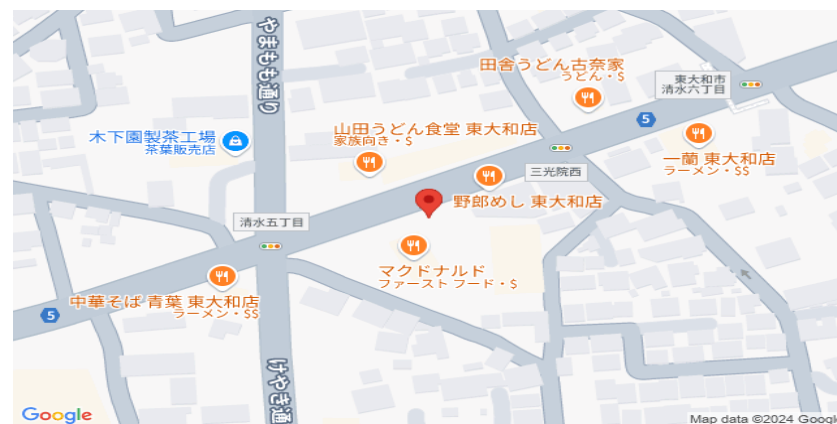 やまもも通り
田舎うどん古奈家
うどん・$
東大和市
清水六丁目
5
木下園製茶工場
茶葉販売店
山田うどん食堂 東大和店
家族向き・$
一蘭 東大和店
ラーメン・$$
三光院西
野郎めし 東大和店
清水五丁目
マクドナルド
ファースト フード・$
中華そば 青葉 東大和店
ラーメン・$$
5
けやき通
Google
Map data ©2024 Google